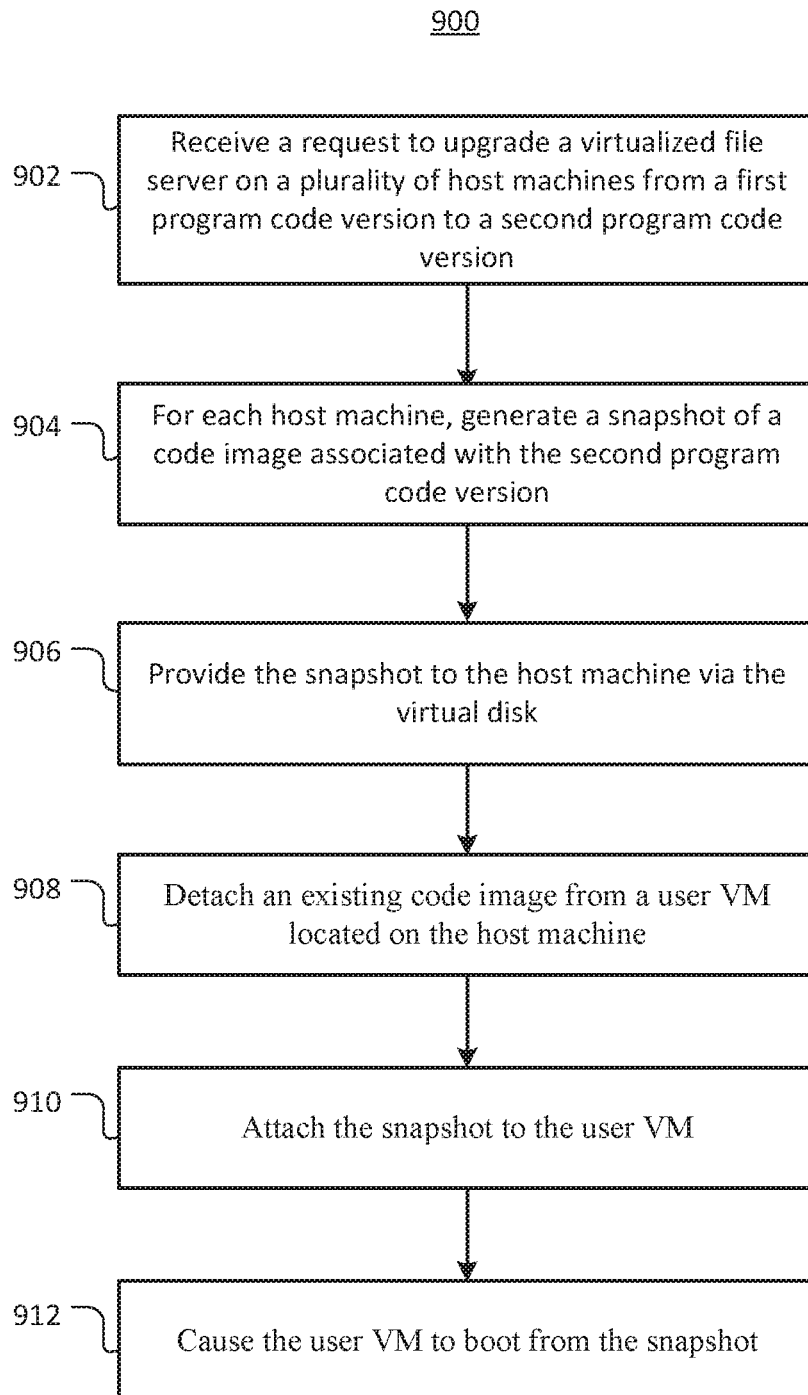 900
902
Receive a request to upgrade a virtualized file
server on a plurality of host machines from a first
program code version to a second program code
version
904
For each host machine, generate a snapshot of a
code image associated with the second program
code version
906
Provide the snapshot to the host machine via the
virtual disk
908
Detach an existing code image from a user VM
located on the host machine
910
Attach the snapshot to the user VM
912
Cause the user VM to boot from the snapshot